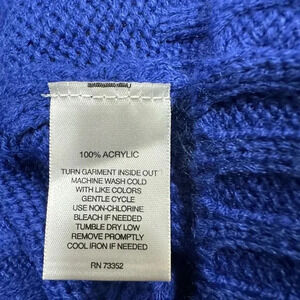 100% ACRYLIC
TURN GARMENT INSIDE OUT
MACHINE WASH COLD
WITH LIKE COLORS
GENTLE CYCLE
USE NON-CHLORINE
BLEACH IF NEEDED
TUMBLE DRY LOW
REMOVE PROMPTLY
COOL IRON IF NEEDED
RN 73352